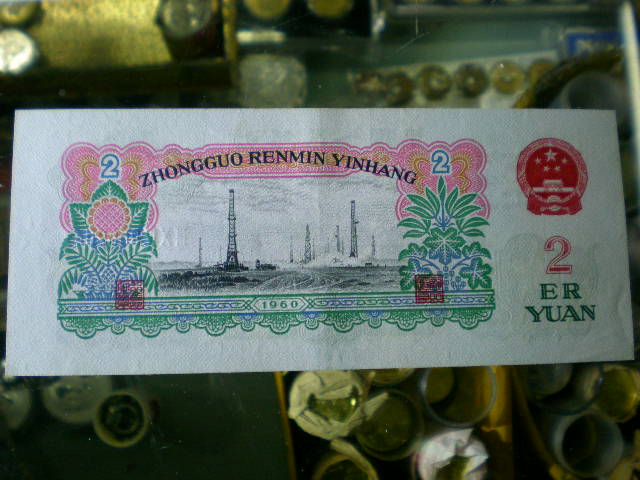 2
ZHONGGUO RENMIN YINHANG
2
1960
2
ER
YUAN